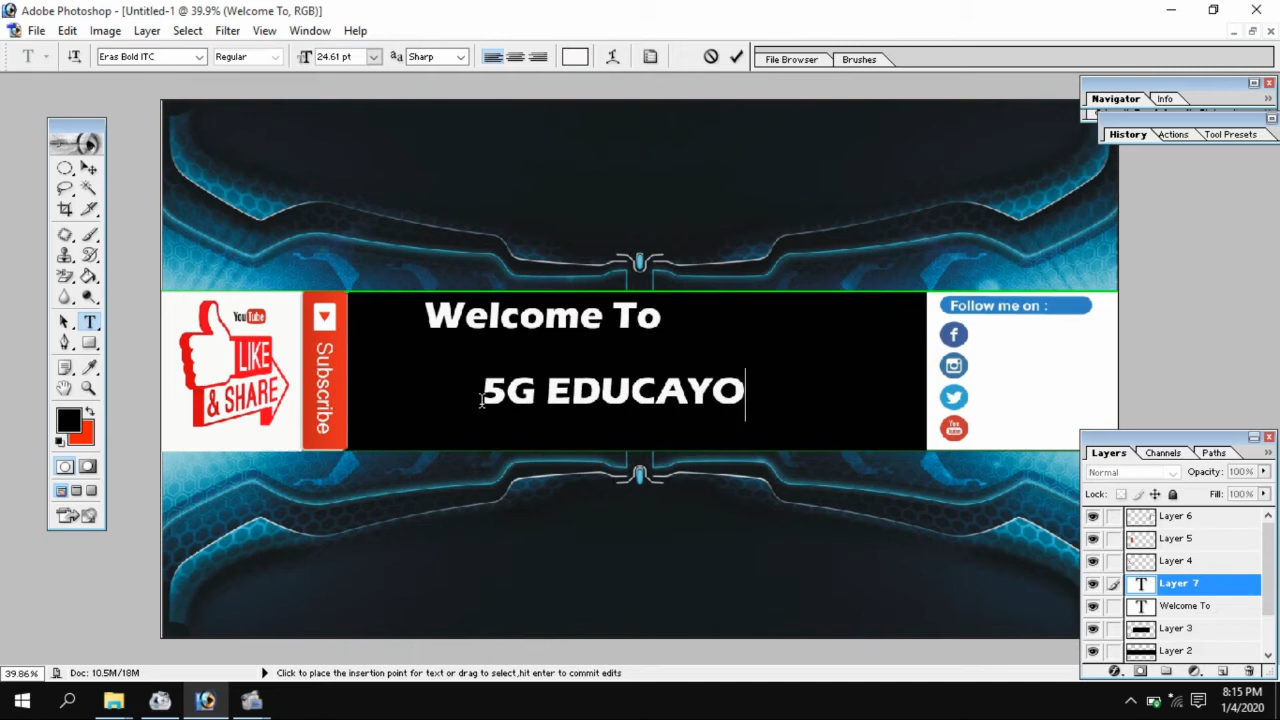 Adobe Photoshop - [Untitled-1 @ 39.9% (Welcome To, RGB)]
File Edit Image Layer Select Filter View Window Help
T Eras Bold ITC Regular T 24.61 pt aa Sharp File Browser Brushes
Navigator Info
History Actions Tool Presets
You Tube
LIKE
& SHARE
Subscribe
Welcome To
5G EDUCAYO
Follow me on :
f
You
Tube
Layers Channels Paths
Normal Opacity: 100%
Lock: Fill: 100%
Layer 6
Layer 5
Layer 4
T Layer 7
T Welcome To
Layer 3
Layer 2
39.86% Doc: 10.5M/18M Click to place the insertion point for text or drag to select,hit enter to commit edits
8:15 PM
1/4/2020